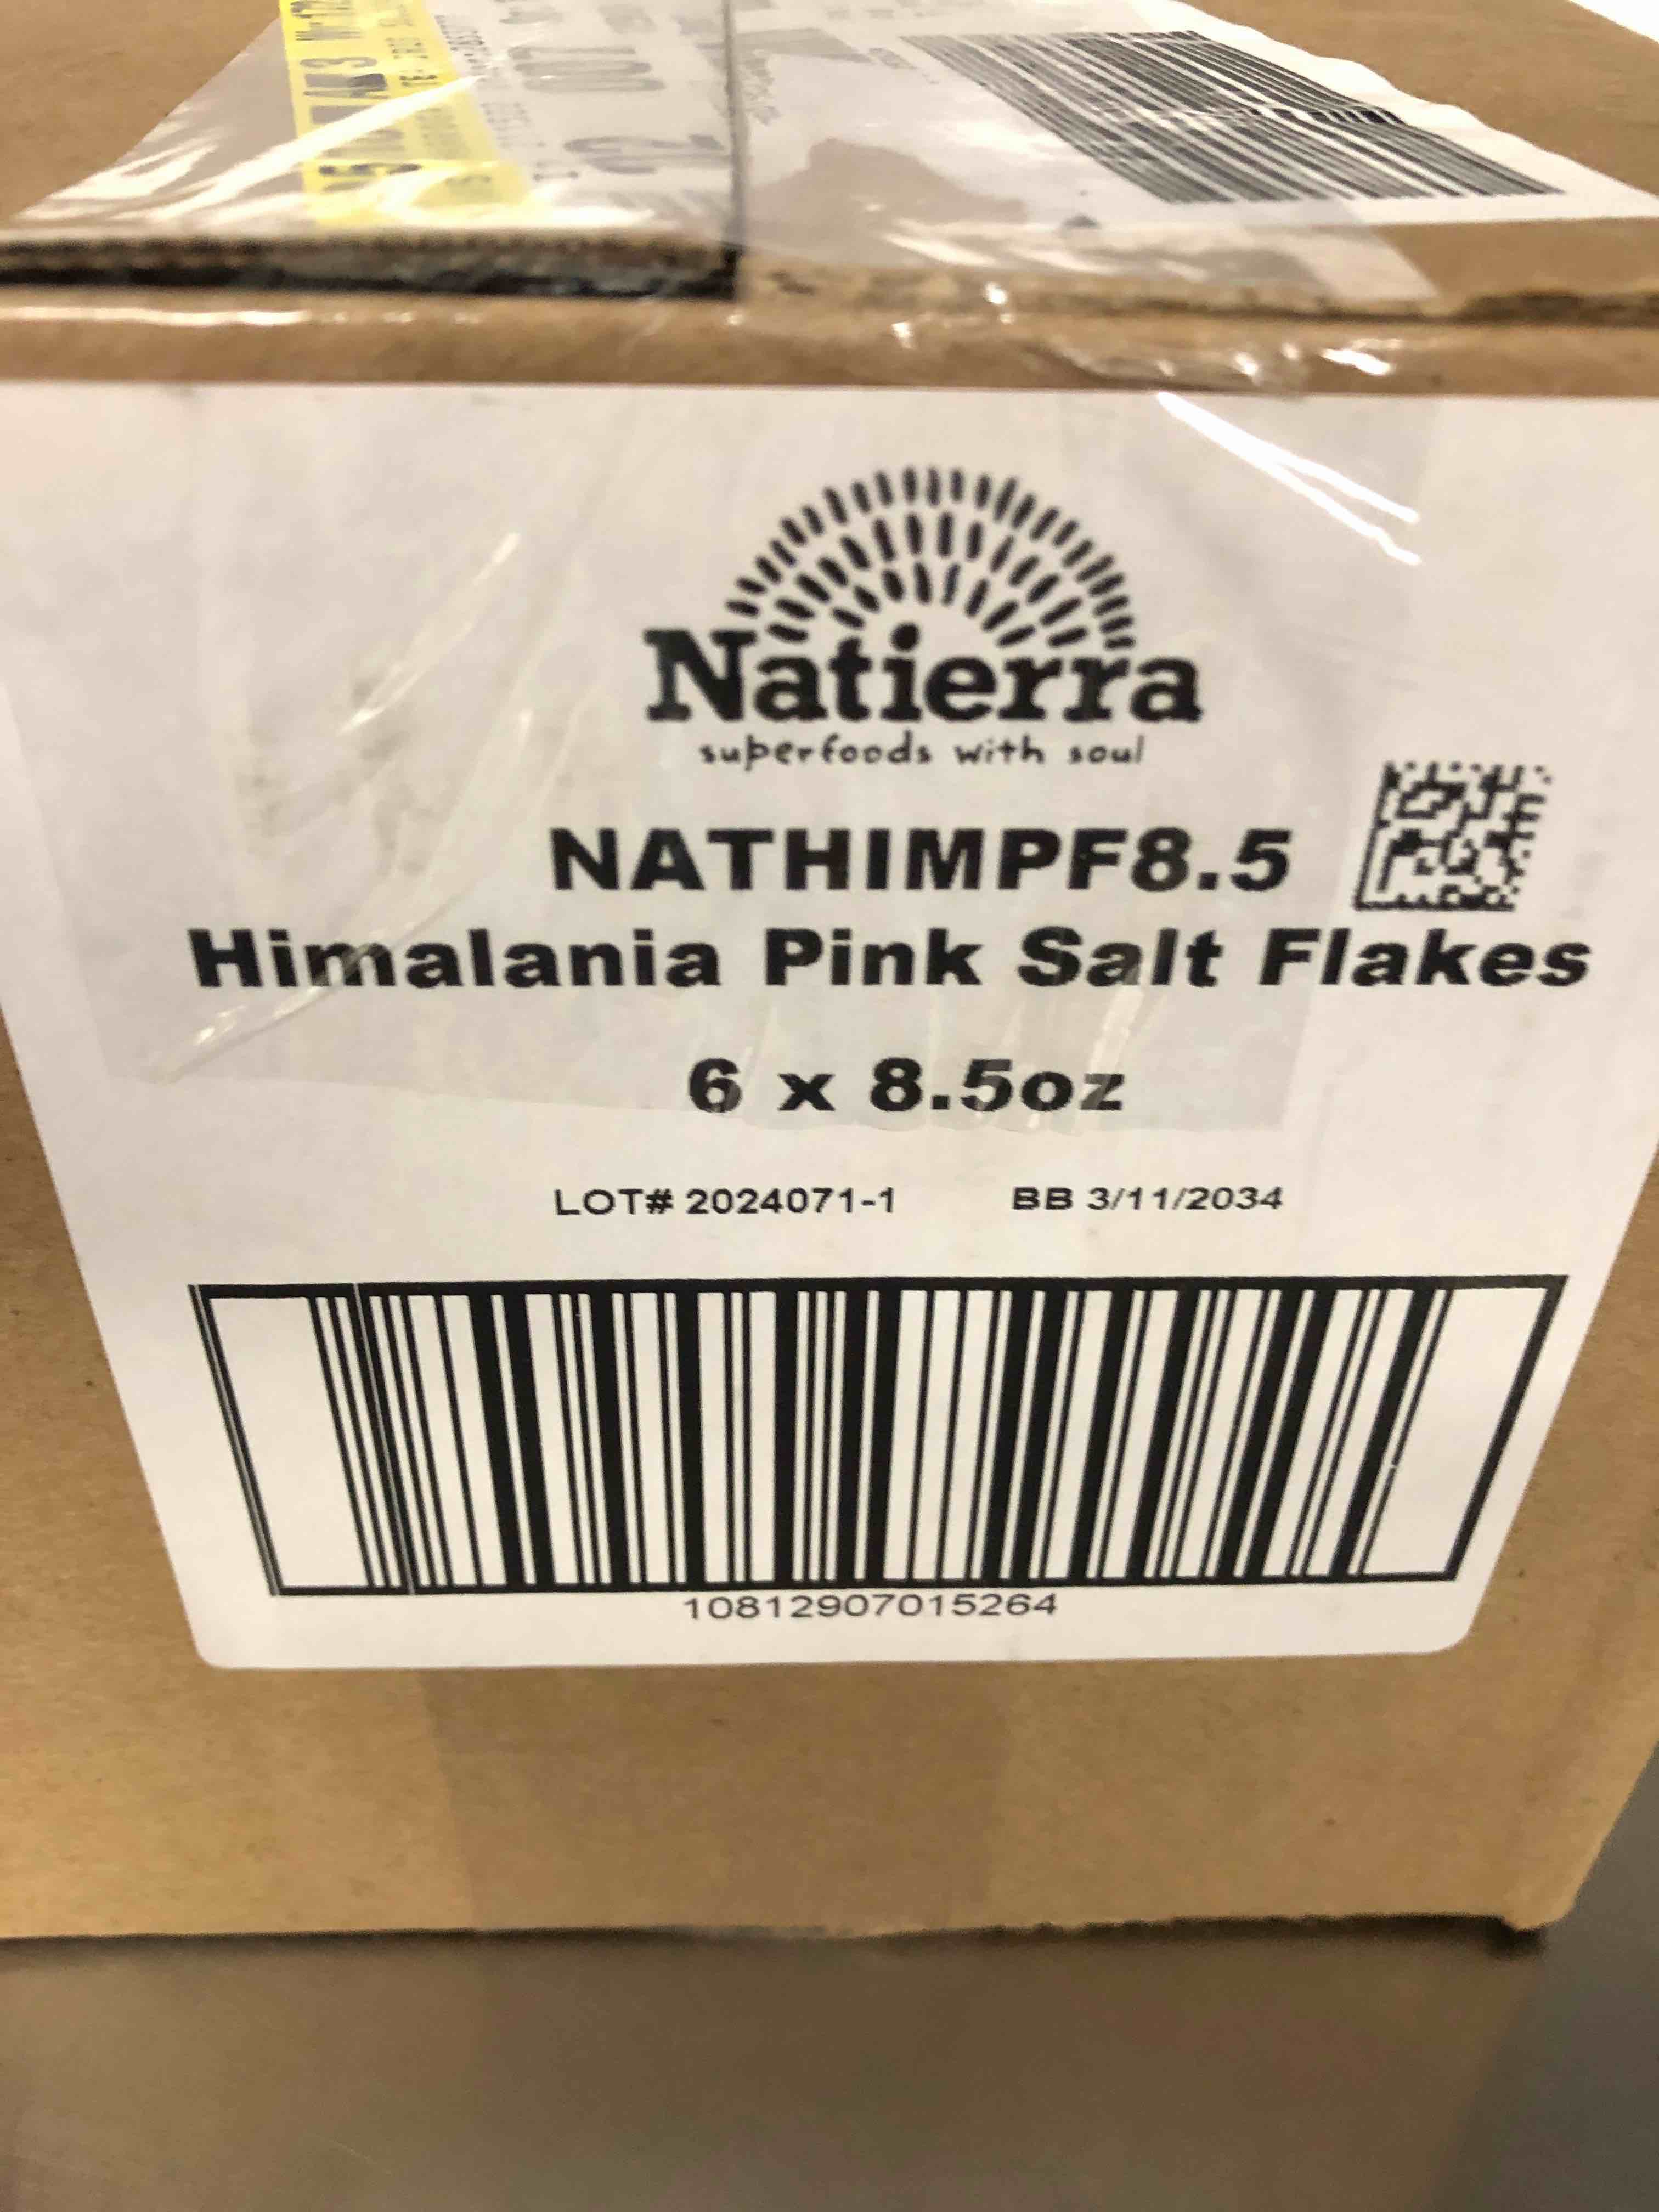 Natierra
superfoods with soul
NATHIMPF8.5
Himalania Pink Salt Flakes
6 x 8.5oz
LOT# 2024071-1 BB 3/11/2034
10812907015264